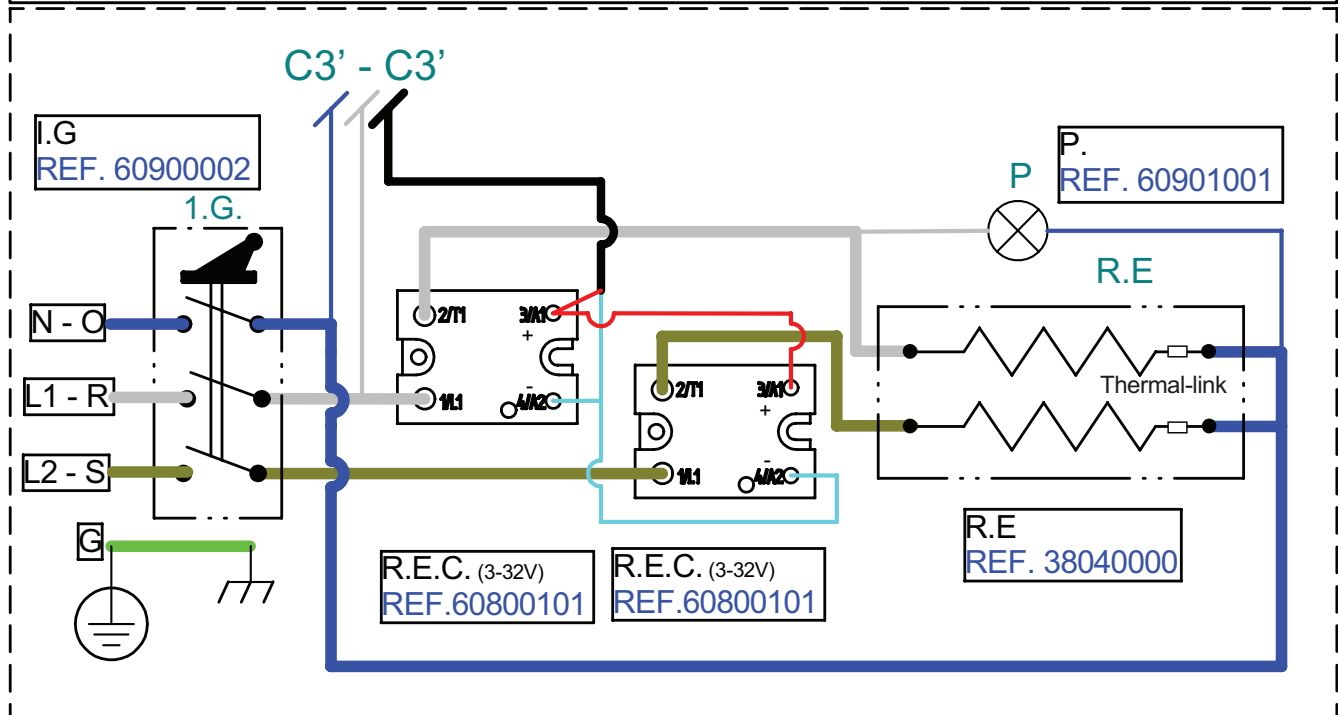 C3' - C3'
I.G
REF. 60900002
1.G.
P.
REF. 60901001
P
R.E
N - O
L1 - R
L2 - S
G
2/T1
3/A1
+
-
1/L1
4/A2
2/T1
3/A1
+
-
1/L1
4/A2
Thermal-link
R.E.C. (3-32V)
REF.60800101
R.E.C. (3-32V)
REF.60800101
R.E
REF. 38040000